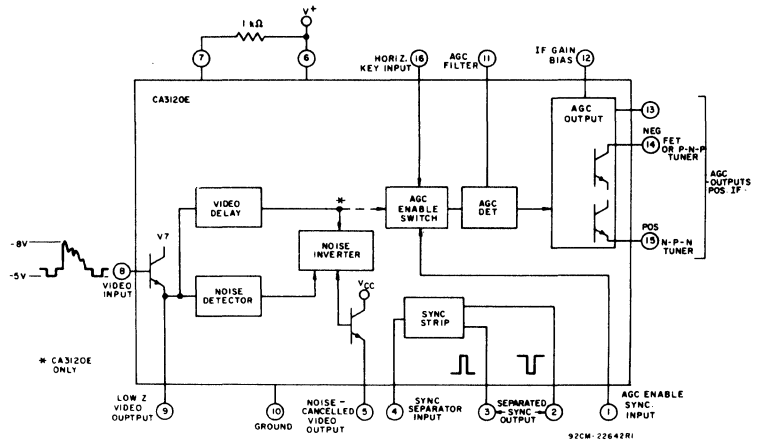 V+
1 kΩ
7
6
HORIZ.
KEY INPUT
16
AGC
FILTER
11
IF GAIN
BIAS
12
CA3120E
AGC
OUTPUT
13
NEG
14
FET
OR P-N-P
TUNER
AGC
OUTPUTS
POS. IF
POS
15
N-P-N
TUNER
VIDEO
DELAY
*
AGC
ENABLE
SWITCH
AGC
DET
NOISE
INVERTER
V7
-8V
-5V
8
VIDEO
INPUT
NOISE
DETECTOR
VCC
SYNC
STRIP
* CA3120E
ONLY
LOW Z
VIDEO
OUTPTUT
9
10
GROUND
NOISE -
CANCELLED
VIDEO
OUTPUT
5
4
SYNC
SEPARATOR
INPUT
3
SEPARATED
SYNC
OUTPUT
2
1
AGC ENABLE
SYNC.
INPUT
92CM-22642R1